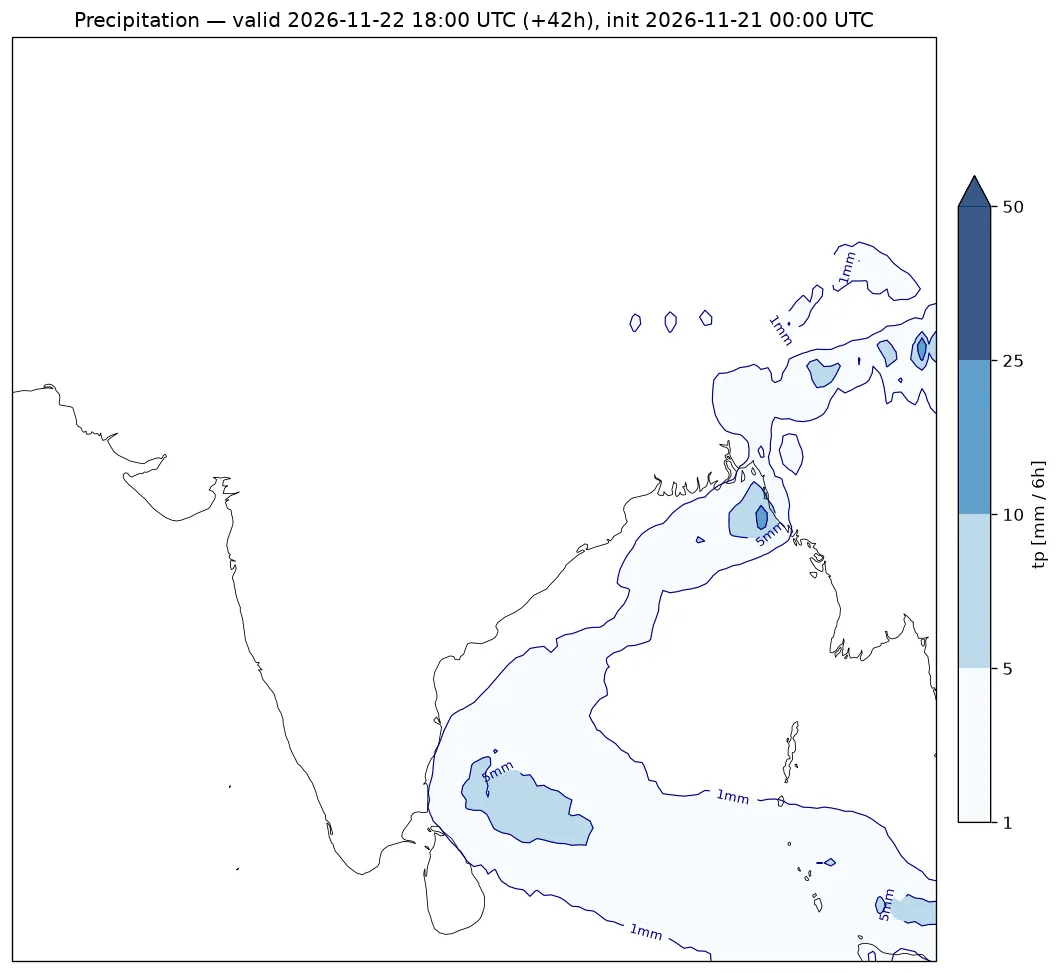 Precipitation — valid 2026-11-22 18:00 UTC (+42h), init 2026-11-21 00:00 UTC
50
25
10
5
1
tp [mm / 6h]
1mm
1mm
5mm
5mm
1mm
5mm
1mm